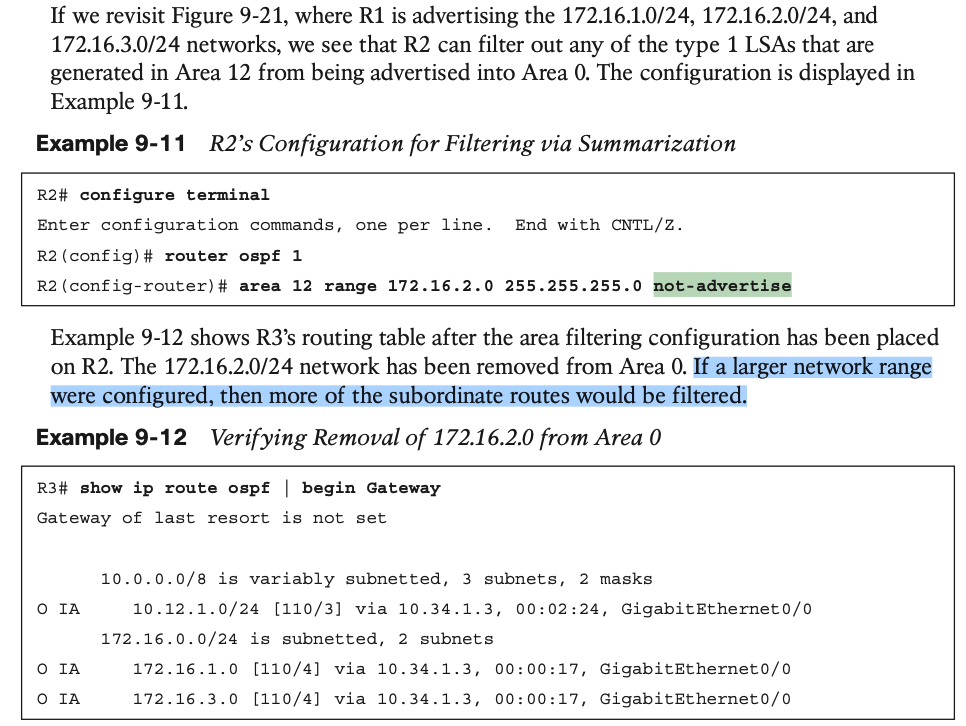 If we revisit Figure 9-21, where R1 is advertising the 172.16.1.0/24, 172.16.2.0/24, and
172.16.3.0/24 networks, we see that R2 can filter out any of the type 1 LSAs that are
generated in Area 12 from being advertised into Area 0. The configuration is displayed in
Example 9-11.
Example 9-11 R2’s Configuration for Filtering via Summarization
R2# configure terminal
Enter configuration commands, one per line. End with CNTL/Z.
R2(config)# router ospf 1
R2(config-router)# area 12 range 172.16.2.0 255.255.255.0 not-advertise
Example 9-12 shows R3’s routing table after the area filtering configuration has been placed
on R2. The 172.16.2.0/24 network has been removed from Area 0. If a larger network range
were configured, then more of the subordinate routes would be filtered.
Example 9-12 Verifying Removal of 172.16.2.0 from Area 0
R3# show ip route ospf | begin Gateway
Gateway of last resort is not set
10.0.0.0/8 is variably subnetted, 3 subnets, 2 masks
O IA 10.12.1.0/24 [110/3] via 10.34.1.3, 00:02:24, GigabitEthernet0/0
172.16.0.0/24 is subnetted, 2 subnets
O IA 172.16.1.0 [110/4] via 10.34.1.3, 00:00:17, GigabitEthernet0/0
O IA 172.16.3.0 [110/4] via 10.34.1.3, 00:00:17, GigabitEthernet0/0